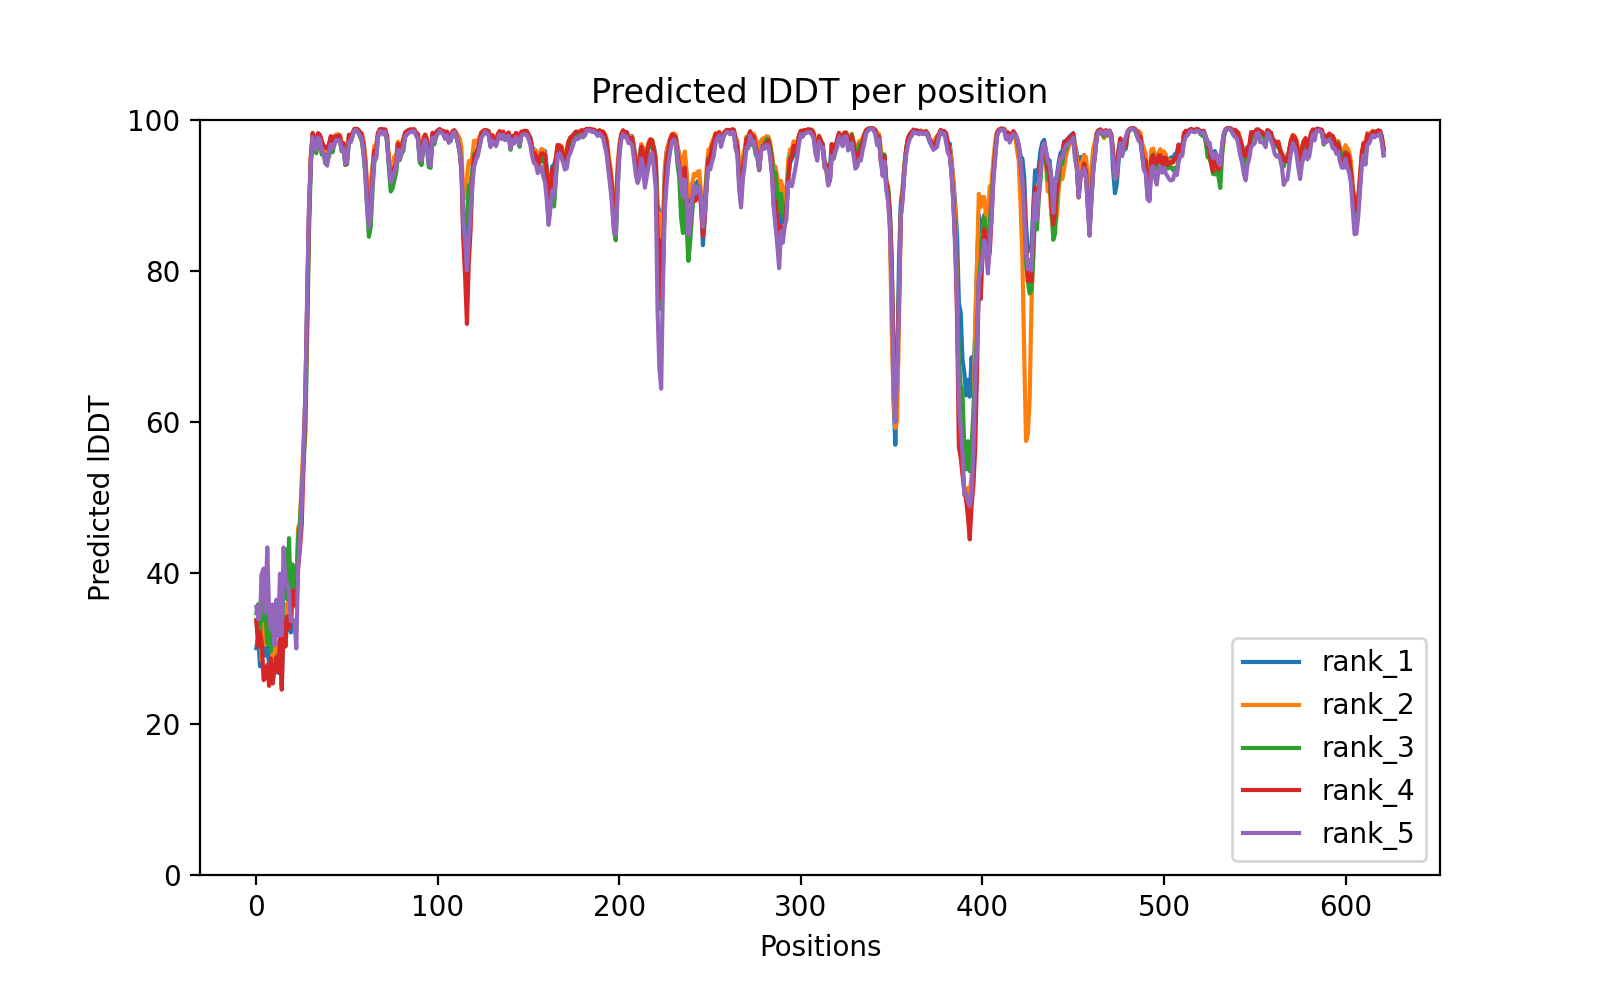 Predicted lDDT per position
100
80
60
40
20
0
Predicted lDDT
0 100 200 300 400 500 600
Positions
rank_1
rank_2
rank_3
rank_4
rank_5